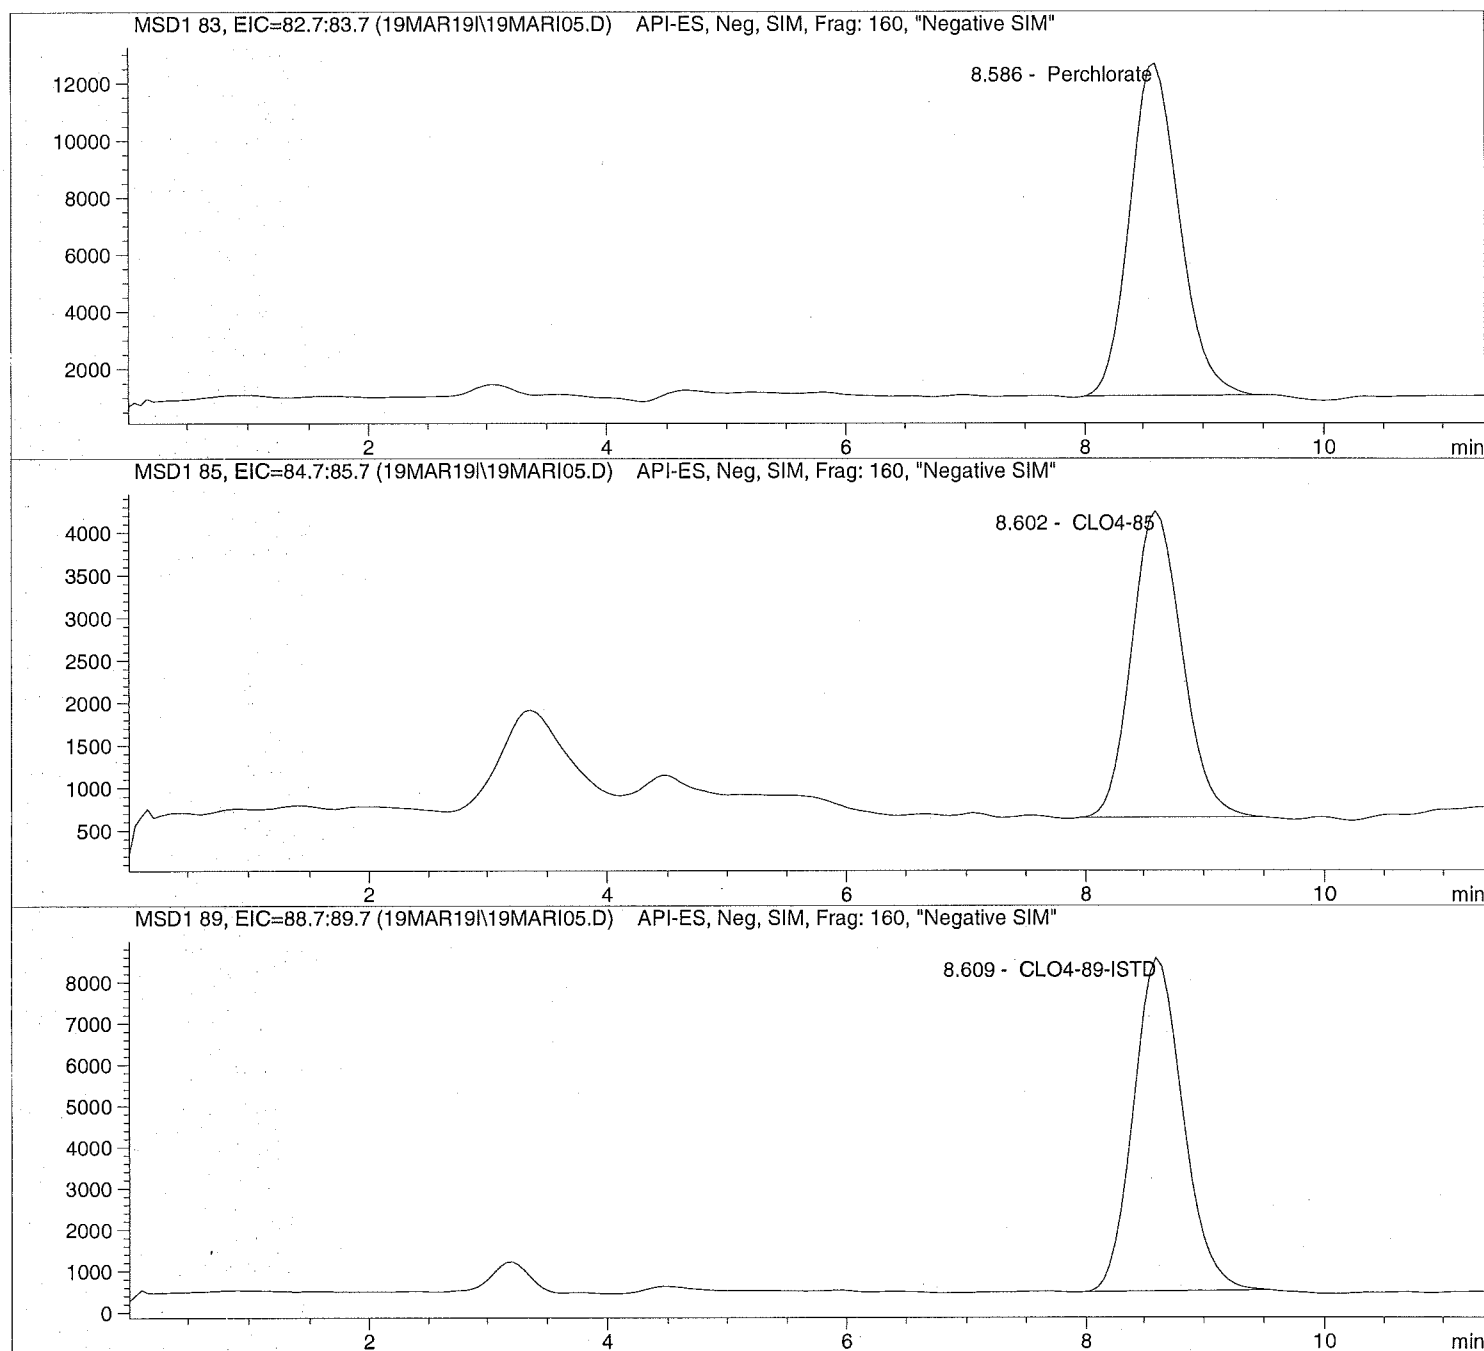 MSD1 83, EIC=82.7:83.7 (19MAR19I\19MARI05.D) API-ES, Neg, SIM, Frag: 160, "Negative SIM"
8.586 - Perchlorate
12000
10000
8000
6000
4000
2000
2 4 6 8 10 min
MSD1 85, EIC=84.7:85.7 (19MAR19I\19MARI05.D) API-ES, Neg, SIM, Frag: 160, "Negative SIM"
8.602 - CLO4-85
4000
3500
3000
2500
2000
1500
1000
500
2 4 6 8 10 min
MSD1 89, EIC=88.7:89.7 (19MAR19I\19MARI05.D) API-ES, Neg, SIM, Frag: 160, "Negative SIM"
8.609 - CLO4-89-ISTD
8000
7000
6000
5000
4000
3000
2000
1000
0
2 4 6 8 10 min